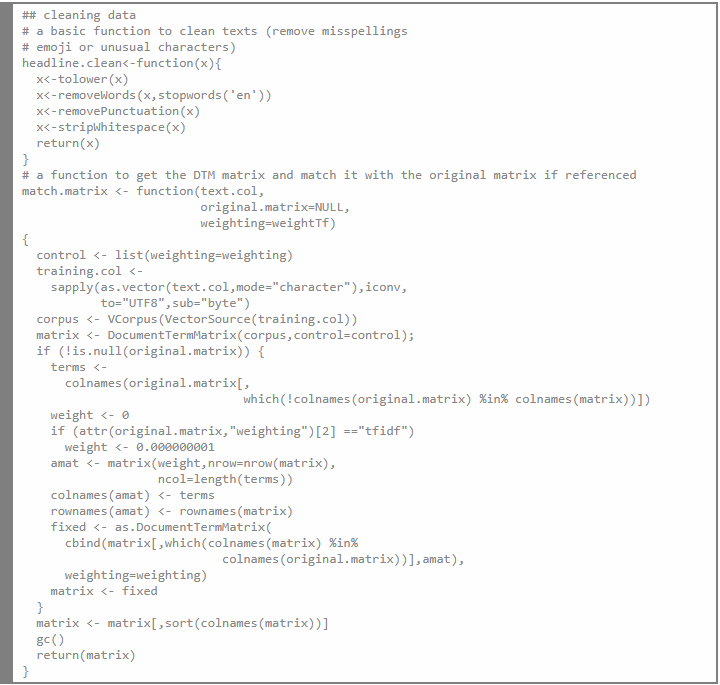 ## cleaning data
# a basic function to clean texts (remove misspellings
# emoji or unusual characters)
headline.clean<-function(x){
  x<-tolower(x)
  x<-removeWords(x,stopwords('en'))
  x<-removePunctuation(x)
  x<-stripWhitespace(x)
  return(x)
}
# a function to get the DTM matrix and match it with the original matrix if referenced
match.matrix <- function(text.col,
                         original.matrix=NULL,
                         weighting=weightTf)
{
  control <- list(weighting=weighting)
  training.col <-
    sapply(as.vector(text.col,mode="character"),iconv,
           to="UTF8",sub="byte")
  corpus <- VCorpus(VectorSource(training.col))
  matrix <- DocumentTermMatrix(corpus,control=control);
  if (!is.null(original.matrix)) {
    terms <-
      colnames(original.matrix[,
                               which(!colnames(original.matrix) %in% colnames(matrix))])
    weight <- 0
    if (attr(original.matrix,"weighting")[2] =="tfidf")
      weight <- 0.000000001
    amat <- matrix(weight,nrow=nrow(matrix),
                   ncol=length(terms))
    colnames(amat) <- terms
    rownames(amat) <- rownames(matrix)
    fixed <- as.DocumentTermMatrix(
      cbind(matrix[,which(colnames(matrix) %in%
                            colnames(original.matrix))],amat),
      weighting=weighting)
    matrix <- fixed
  }
  matrix <- matrix[,sort(colnames(matrix))]
  gc()
  return(matrix)
}